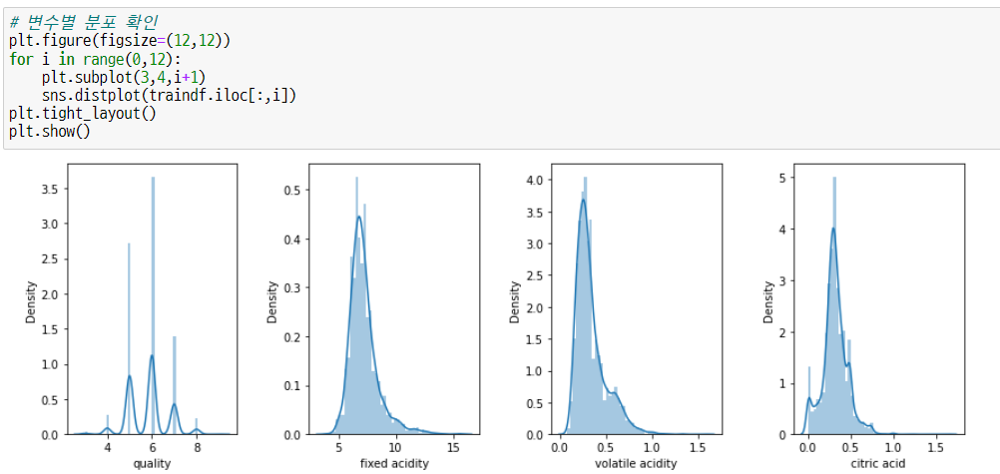 # 변수별 분포 확인
plt.figure(figsize=(12,12))
for i in range(0,12):
    plt.subplot(3,4,i+1)
    sns.distplot(traindf.iloc[:,i])
plt.tight_layout()
plt.show()
3.5
3.0
2.5
2.0
1.5
1.0
0.5
0.0
Density
4 6 8
quality
0.5
0.4
0.3
0.2
0.1
0.0
Density
5 10 15
fixed acidity
4.0
3.5
3.0
2.5
2.0
1.5
1.0
0.5
0.0
Density
0.0 0.5 1.0 1.5
volatile acidity
5
4
3
2
1
0
Density
0.0 0.5 1.0 1.5
citric acid